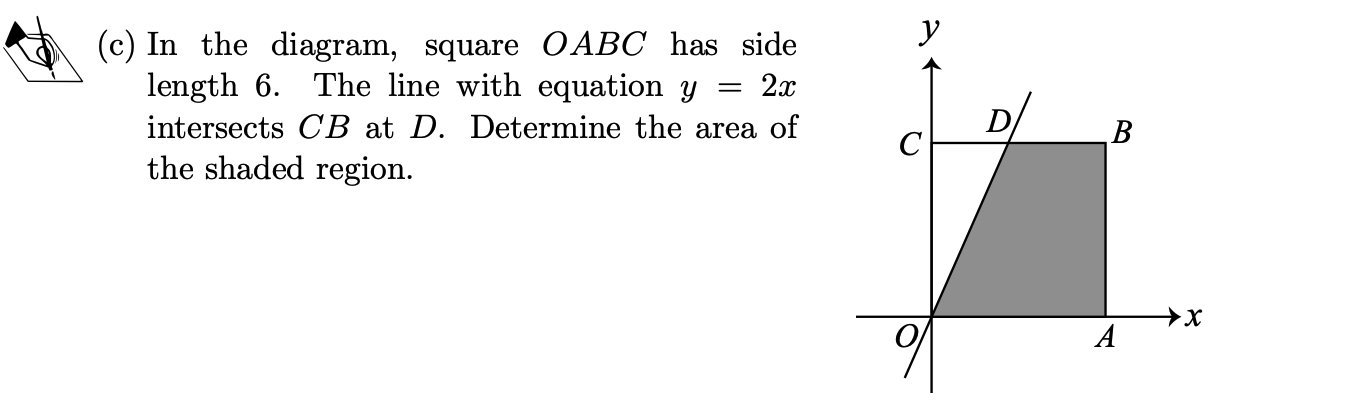 (c) In the diagram, square OABC has side
length 6. The line with equation y = 2x
intersects CB at D. Determine the area of
the shaded region.
y
D
B
C
x
O
A